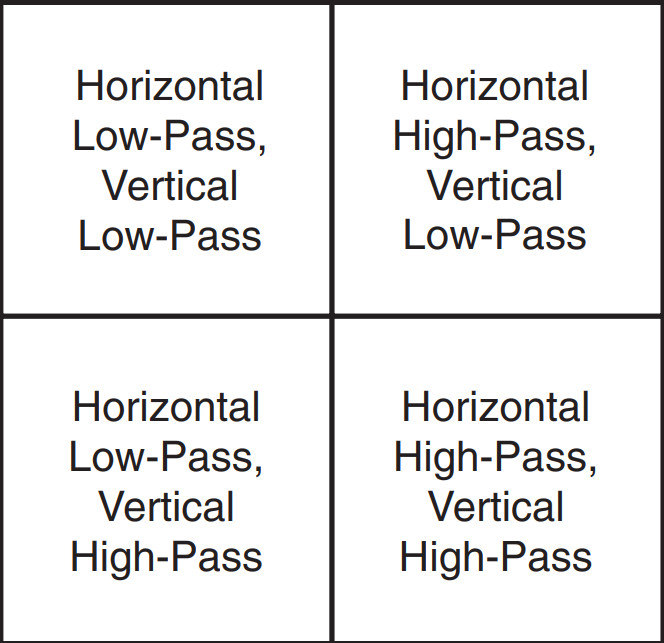 Horizontal
Low-Pass,
Vertical
Low-Pass
Horizontal
High-Pass,
Vertical
Low-Pass
Horizontal
Low-Pass,
Vertical
High-Pass
Horizontal
High-Pass,
Vertical
High-Pass